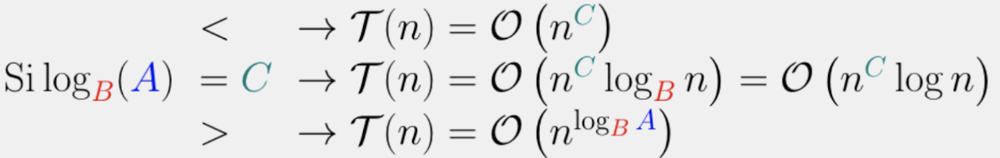 < → 𝒯(n) = 𝒪(n^C)
Si log_B(A) = C → 𝒯(n) = 𝒪(n^C log_B n) = 𝒪(n^C log n)
> → 𝒯(n) = 𝒪(n^{log_B A})